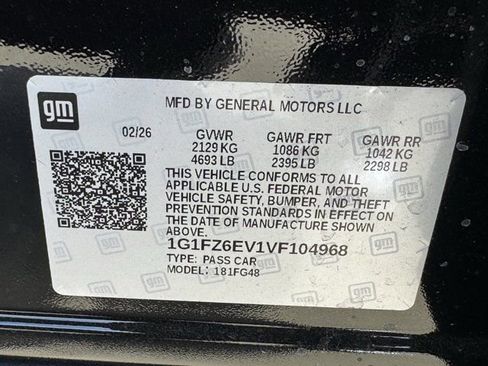 gm
MFD BY GENERAL MOTORS LLC
02/26 GVWR GAWR FRT GAWR RR
2129 KG 1086 KG 1042 KG
4693 LB 2395 LB 2298 LB
THIS VEHICLE CONFORMS TO ALL
APPLICABLE U.S. FEDERAL MOTOR
VEHICLE SAFETY, BUMPER, AND THEFT
PREVENTION STANDARDS IN EFFECT ON
THE DATE OF MANUFACTURE SHOWN
ABOVE.
1G1FZ6EV1VF104968
TYPE: PASS CAR
MODEL: 181FG48